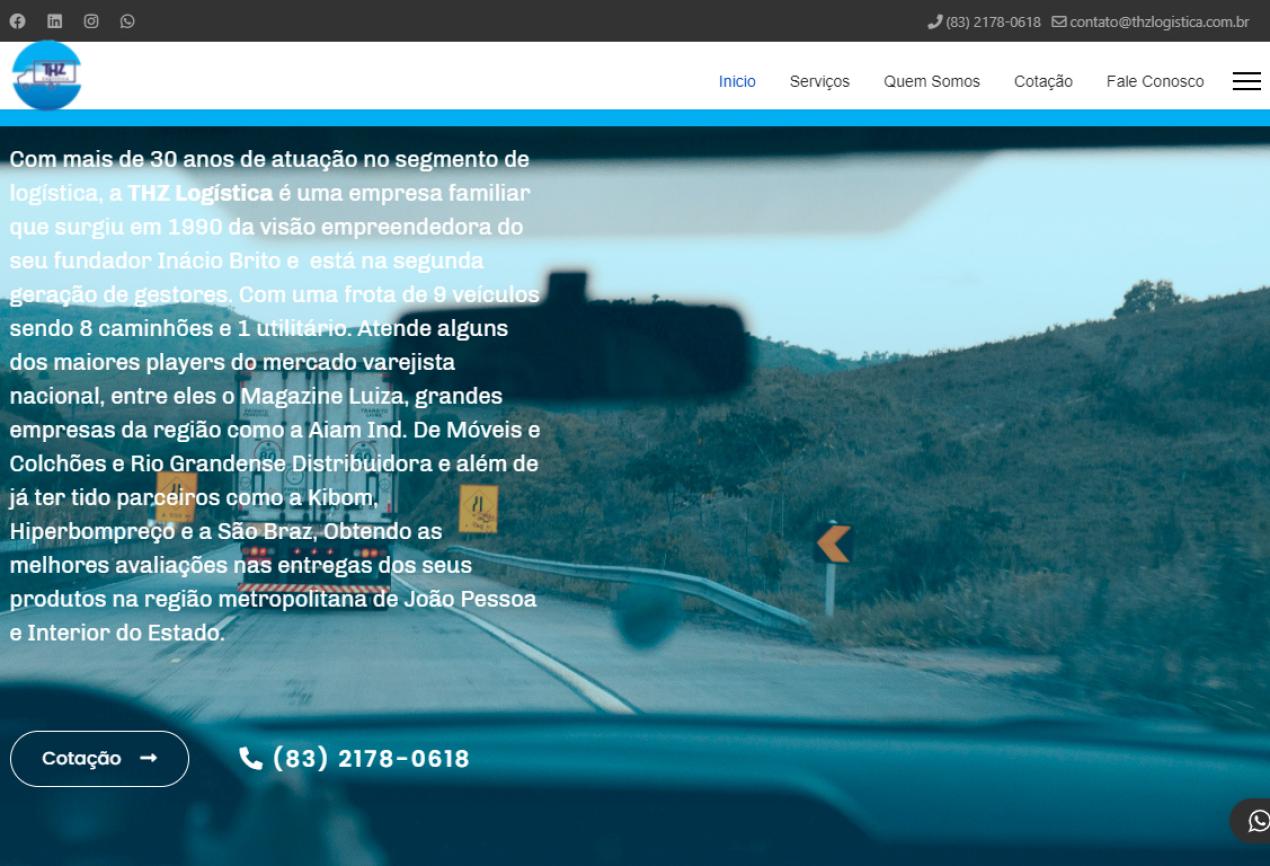 (83) 2178-0618 contato@thzlogistica.com.br
THZ
Inicio Serviços Quem Somos Cotação Fale Conosco
Com mais de 30 anos de atuação no segmento de
logística, a THZ Logística é uma empresa familiar
que surgiu em 1990 da visão empreendedora do
seu fundador Inácio Brito e está na segunda
geração de gestores. Com uma frota de 9 veículos
sendo 8 caminhões e 1 utilitário. Atende alguns
dos maiores players do mercado varejista
nacional, entre eles o Magazine Luiza, grandes
empresas da região como a Aiam Ind. De Móveis e
Colchões e Rio Grandense Distribuidora e além de
já ter tido parceiros como a Kibom,
Hiperbompreço e a São Braz, Obtendo as
melhores avaliações nas entregas dos seus
produtos na região metropolitana de João Pessoa
e Interior do Estado.
Cotação (83) 2178-0618